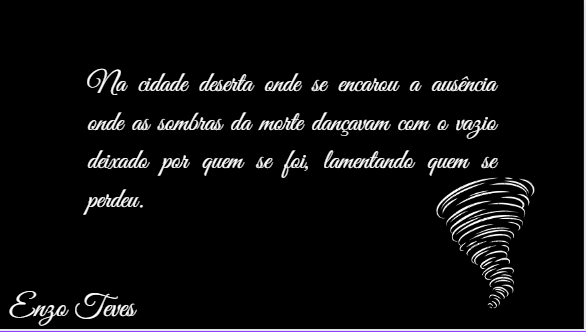 Na cidade deserta onde se encarou a ausência
onde as sombras da morte dançavam com o vazio
deixado por quem se foi, lamentando quem se
perdeu.
Enzo Teves